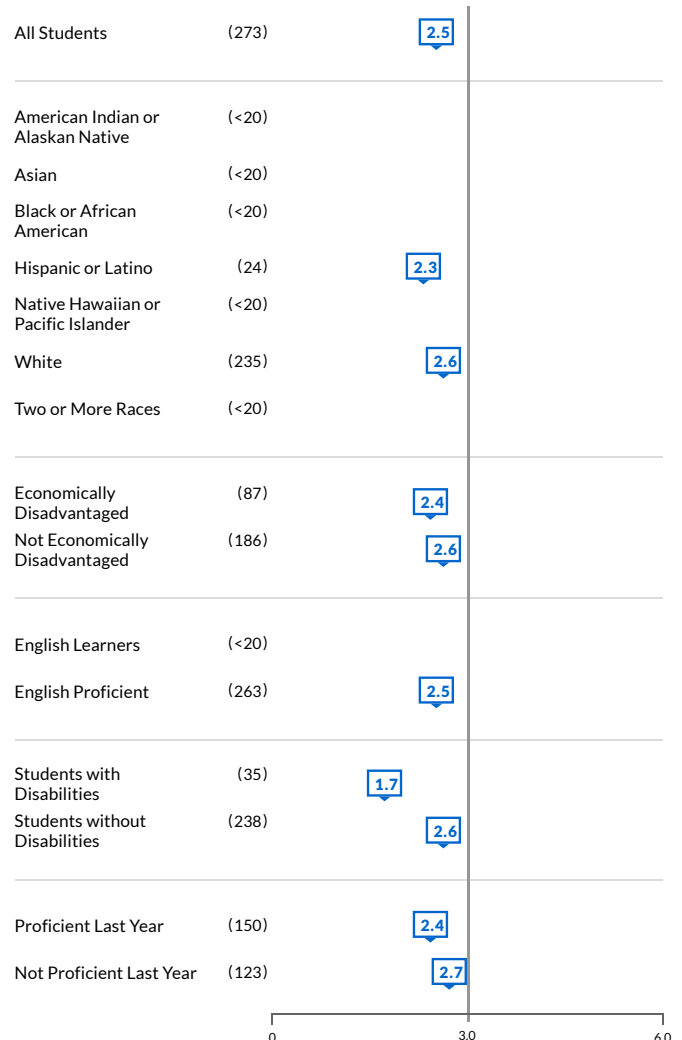 All Students (273) 2.5
American Indian or (<20)
Alaskan Native
Asian (<20)
Black or African (<20)
American
Hispanic or Latino (24) 2.3
Native Hawaiian or (<20)
Pacific Islander
White (235) 2.6
Two or More Races (<20)
Economically (87) 2.4
Disadvantaged
Not Economically (186) 2.6
Disadvantaged
English Learners (<20)
English Proficient (263) 2.5
Students with (35) 1.7
Disabilities
Students without (238) 2.6
Disabilities
Proficient Last Year (150) 2.4
Not Proficient Last Year (123) 2.7
0 3.0 6.0